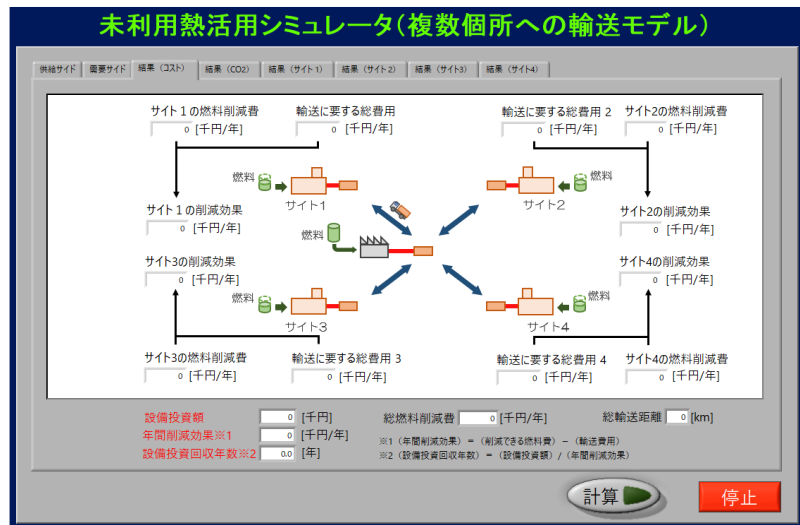 未利用熱活用シミュレータ(複数個所への輸送モデル)
供給サイド 需要サイド 結果（コスト） 結果（CO2） 結果（サイト1） 結果（サイト2） 結果（サイト3） 結果（サイト4）
サイト１の燃料削減費 輸送に要する総費用 輸送に要する総費用 2 サイト2の燃料削減費
0 [千円/年] 0 [千円/年] 0 [千円/年] 0 [千円/年]
燃料 サイト1 サイト2 燃料
サイト１の削減効果 サイト2の削減効果
0 [千円/年] 0 [千円/年]
燃料
サイト3の削減効果 サイト4の削減効果
0 [千円/年] 0 [千円/年]
燃料 サイト3 サイト4 燃料
サイト3の燃料削減費 輸送に要する総費用 3 輸送に要する総費用 4 サイト4の燃料削減費
0 [千円/年] 0 [千円/年] 0 [千円/年] 0 [千円/年]
設備投資額 0 [千円] 総燃料削減費 0 [千円/年] 総輸送距離 0 [km]
年間削減効果※1 0 [千円/年] ※1（年間削減効果）＝（削減できる燃料費）－（輸送費用）
設備投資回収年数※2 0.0 [年] ※2（設備投資回収年数）＝（設備投資額）/（年間削減効果）
計算 停止